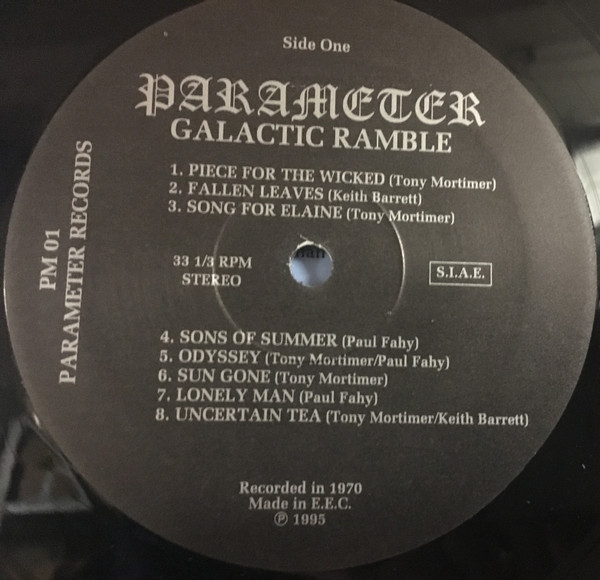 Side One
PARAMETER
GALACTIC RAMBLE
1. PIECE FOR THE WICKED (Tony Mortimer)
2. FALLEN LEAVES (Keith Barrett)
3. SONG FOR ELAINE (Tony Mortimer)
PM 01
PARAMETER RECORDS
33 1/3 RPM
STEREO
S.I.A.E.
4. SONS OF SUMMER (Paul Fahy)
5. ODYSSEY (Tony Mortimer/Paul Fahy)
6. SUN GONE (Tony Mortimer)
7. LONELY MAN (Paul Fahy)
8. UNCERTAIN TEA (Tony Mortimer/Keith Barrett)
Recorded in 1970
Made in E.E.C.
℗ 1995